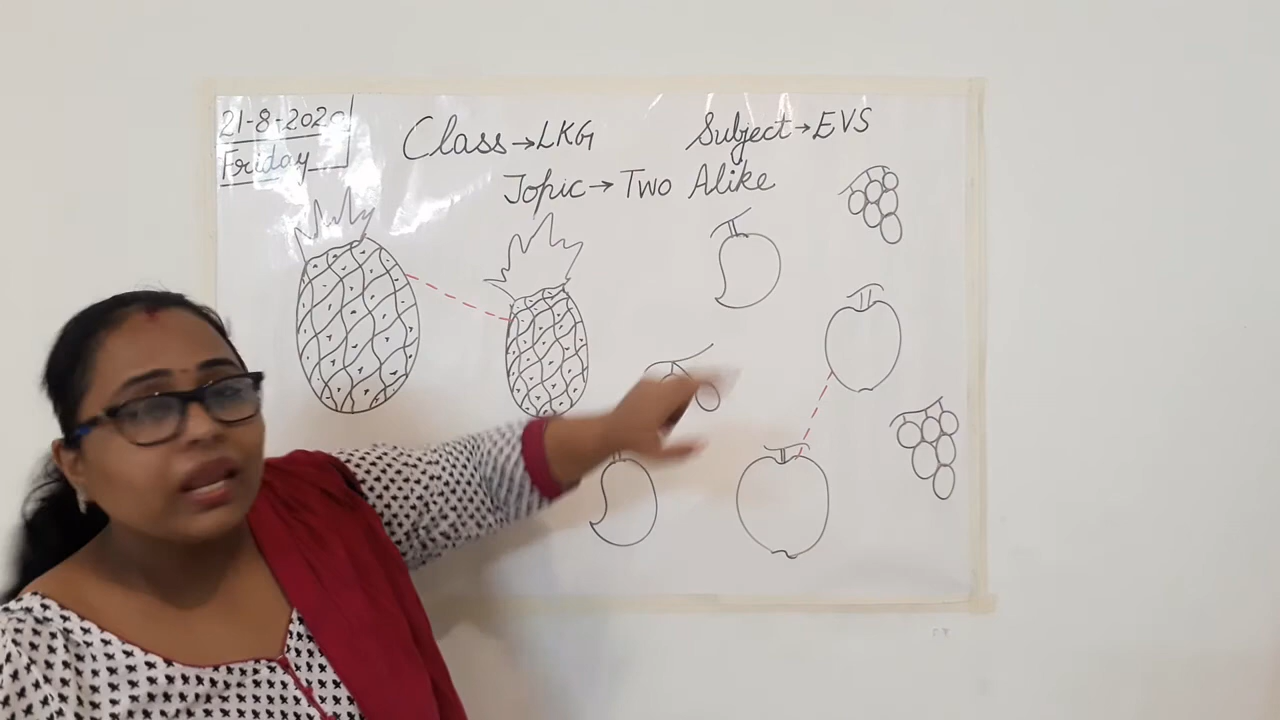 21-8-2020
Friday
Class→LKG
Subject→EVS
Topic→Two Alike